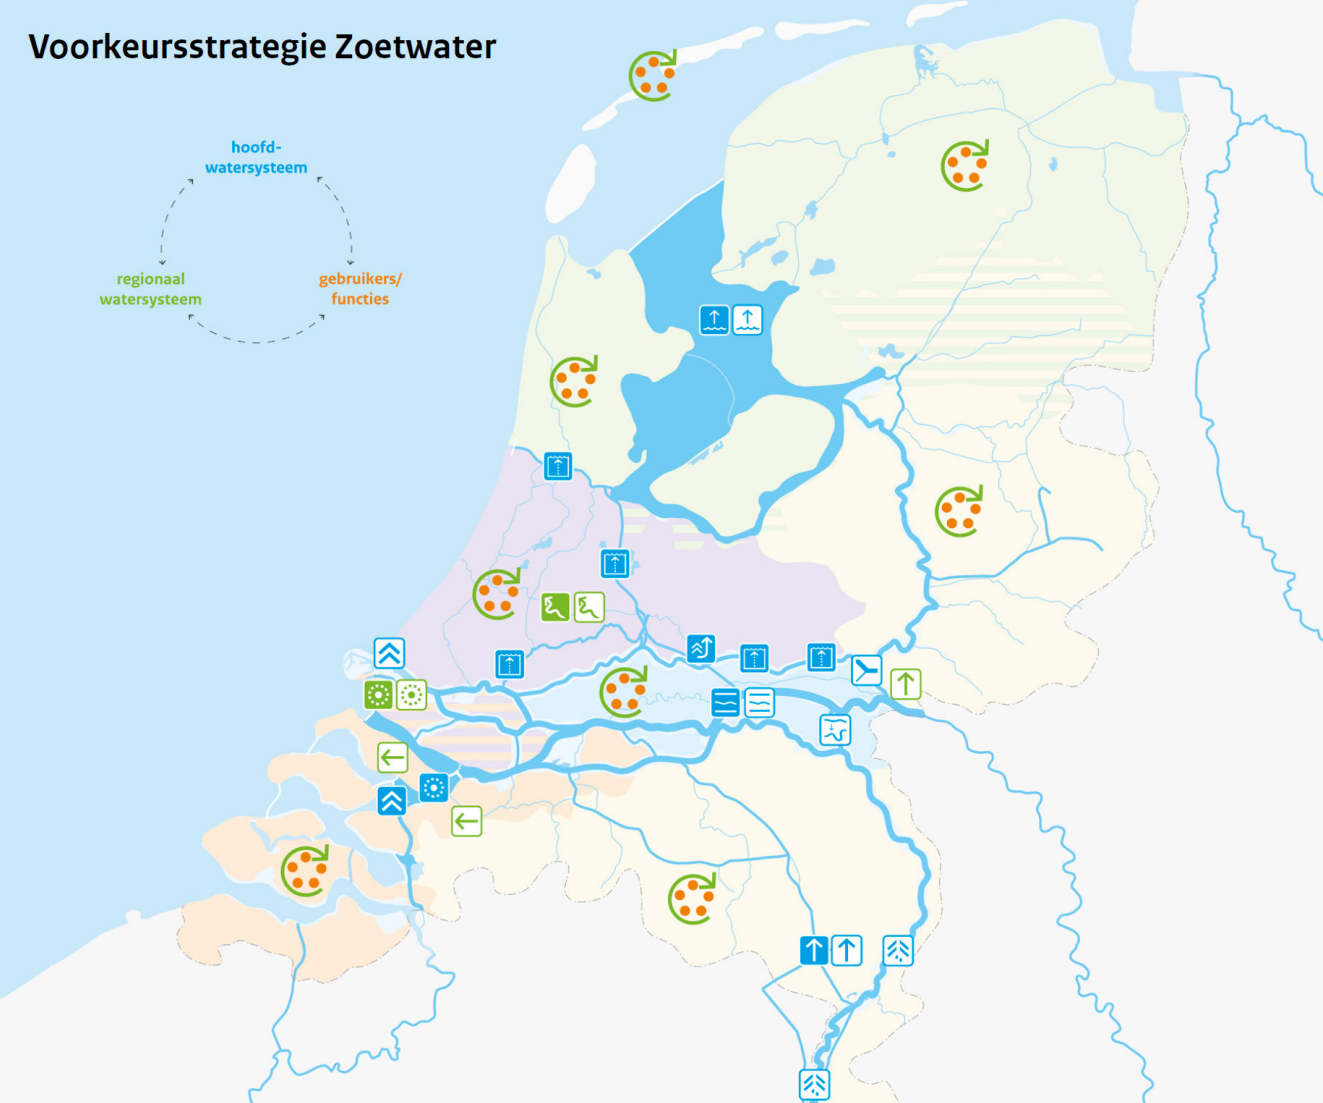 Voorkeursstrategie Zoetwater
hoofd-
watersysteem
regionaal
watersysteem
gebruikers/
functies